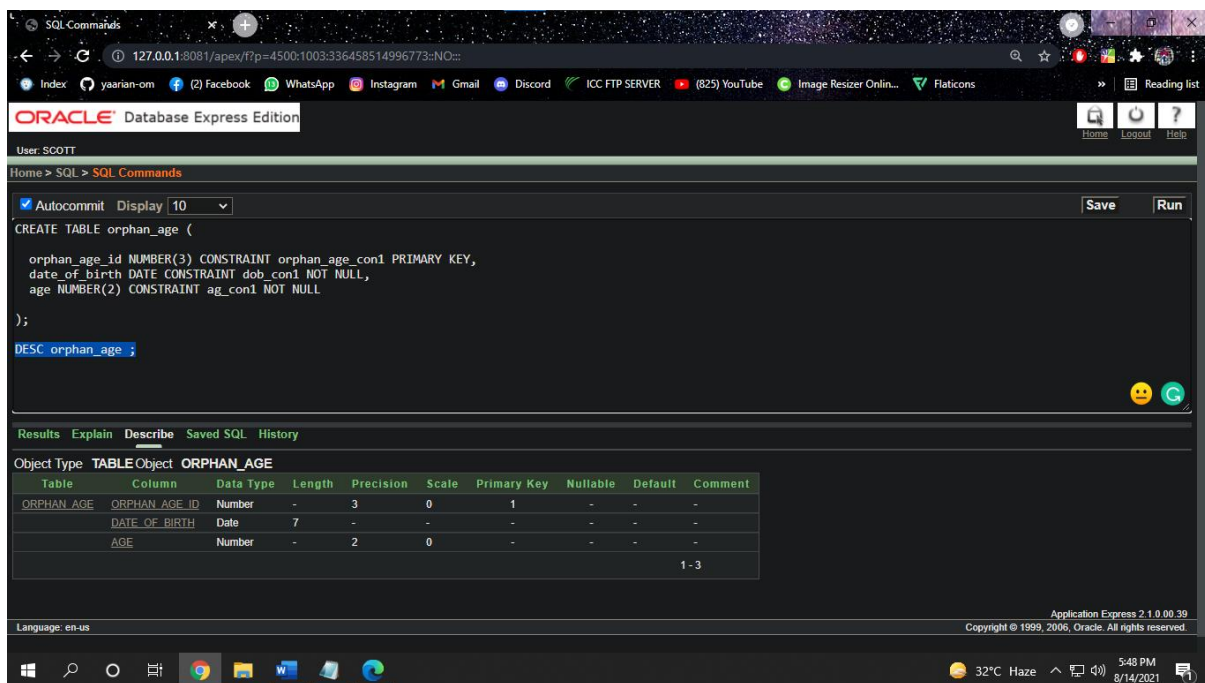 SQL Commands
127.0.0.1:8081/apex/f?p=4500:1003:336458514996773::NO:::
Index yaarian-om (2) Facebook WhatsApp Instagram Gmail Discord ICC FTP SERVER (825) YouTube Image Resizer Onlin... Flaticons » Reading list
ORACLE Database Express Edition
Home Logout Help
User: SCOTT
Home > SQL > SQL Commands
Autocommit Display 10 Save Run
CREATE TABLE orphan_age (
orphan_age_id NUMBER(3) CONSTRAINT orphan_age_con1 PRIMARY KEY,
date_of_birth DATE CONSTRAINT dob_con1 NOT NULL,
age NUMBER(2) CONSTRAINT ag_con1 NOT NULL
);
DESC orphan_age ;
Results Explain Describe Saved SQL History
Object Type TABLE Object ORPHAN_AGE
Table Column Data Type Length Precision Scale Primary Key Nullable Default Comment
ORPHAN_AGE ORPHAN_AGE_ID Number - 3 0 1 - - -
DATE_OF_BIRTH Date 7 - - - - - -
AGE Number - 2 0 - - - -
1 - 3
Application Express 2.1.0.00.39
Language: en-us Copyright © 1999, 2006, Oracle. All rights reserved.
32°C Haze 5:48 PM
8/14/2021